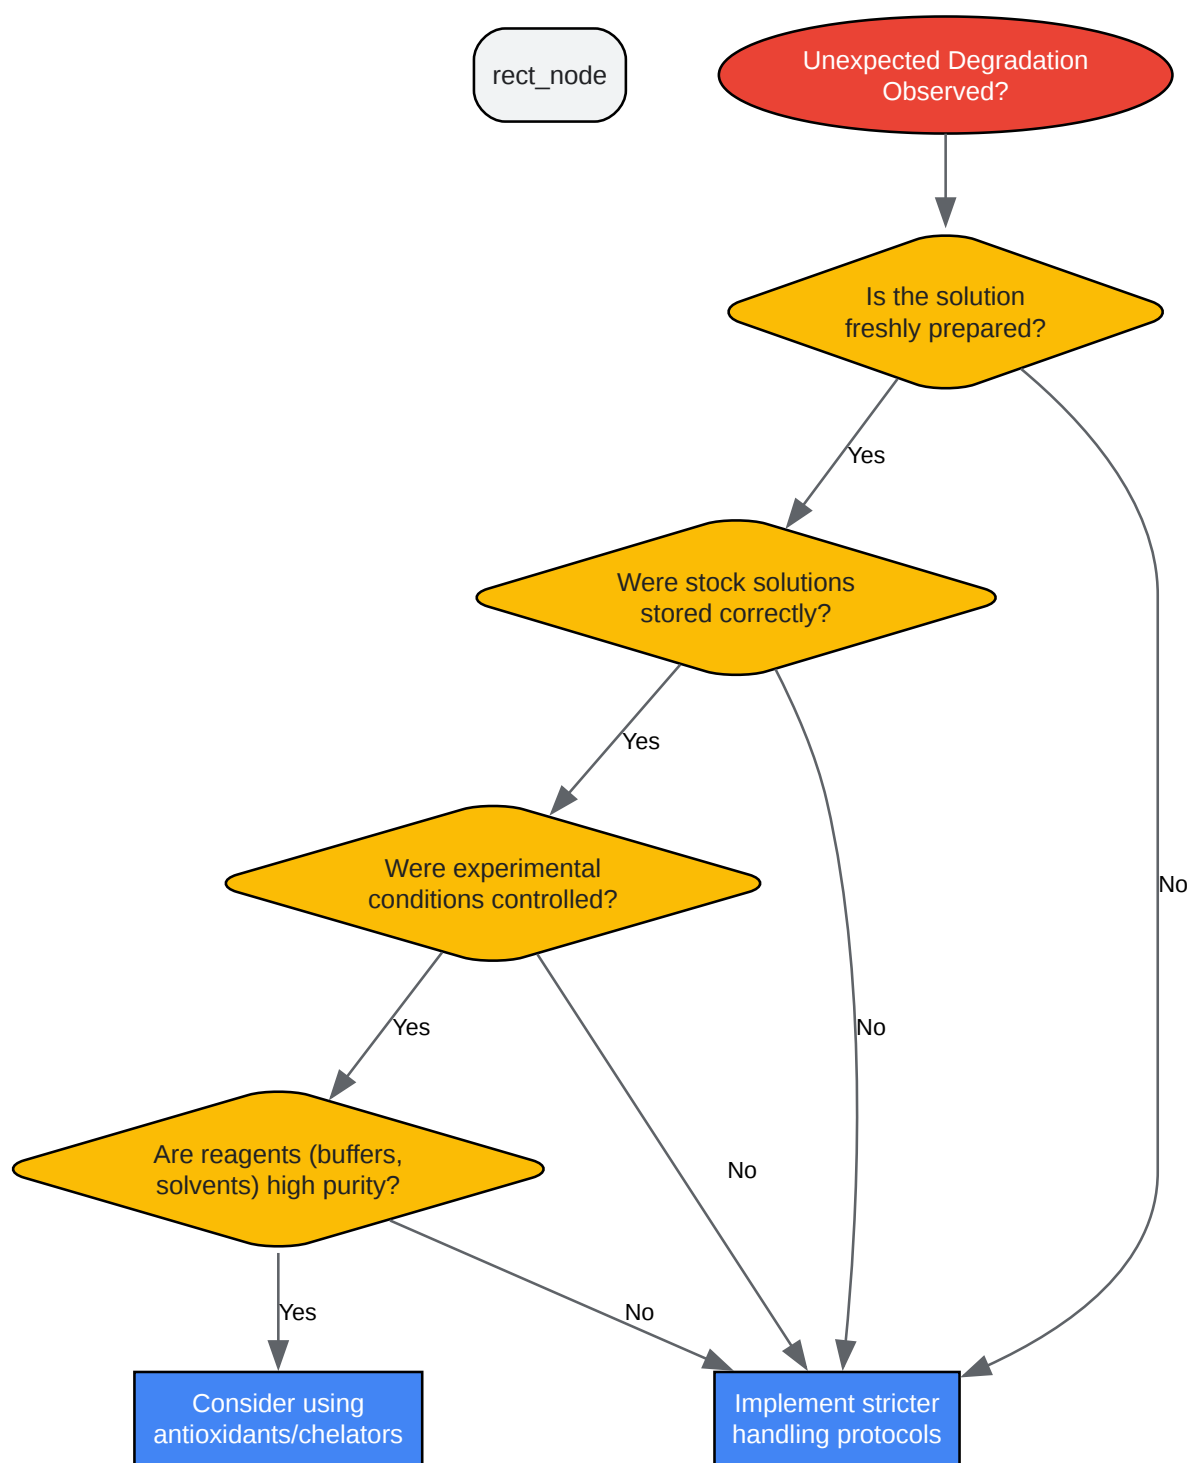 rect_node
Unexpected Degradation
Observed?
Is the solution
freshly prepared?
Yes
Were stock solutions
stored correctly?
Yes
Were experimental
conditions controlled?
No
Yes
No
Are reagents (buffers,
solvents) high purity?
No
Yes
No
Consider using
antioxidants/chelators
Implement stricter
handling protocols